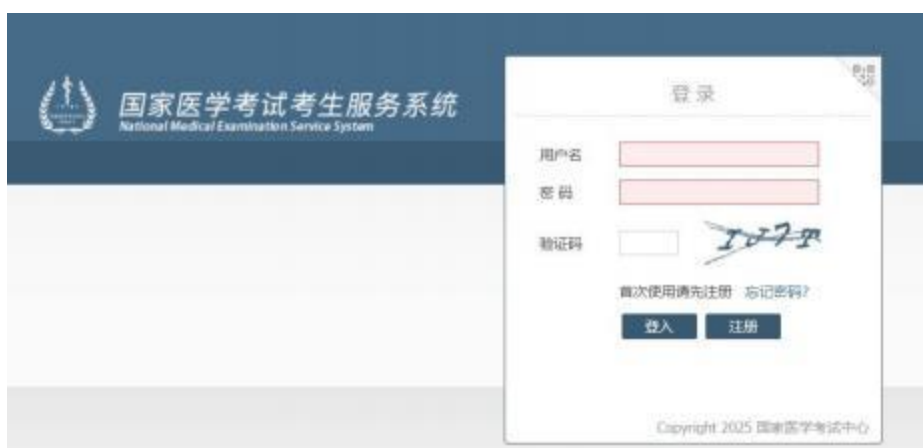 国家医学考试考生服务系统
National Medical Examination Service System
登录
用户名
密码
验证码
首次使用请先注册 忘记密码?
登入 注册
Copyright 2025 国家医学考试中心